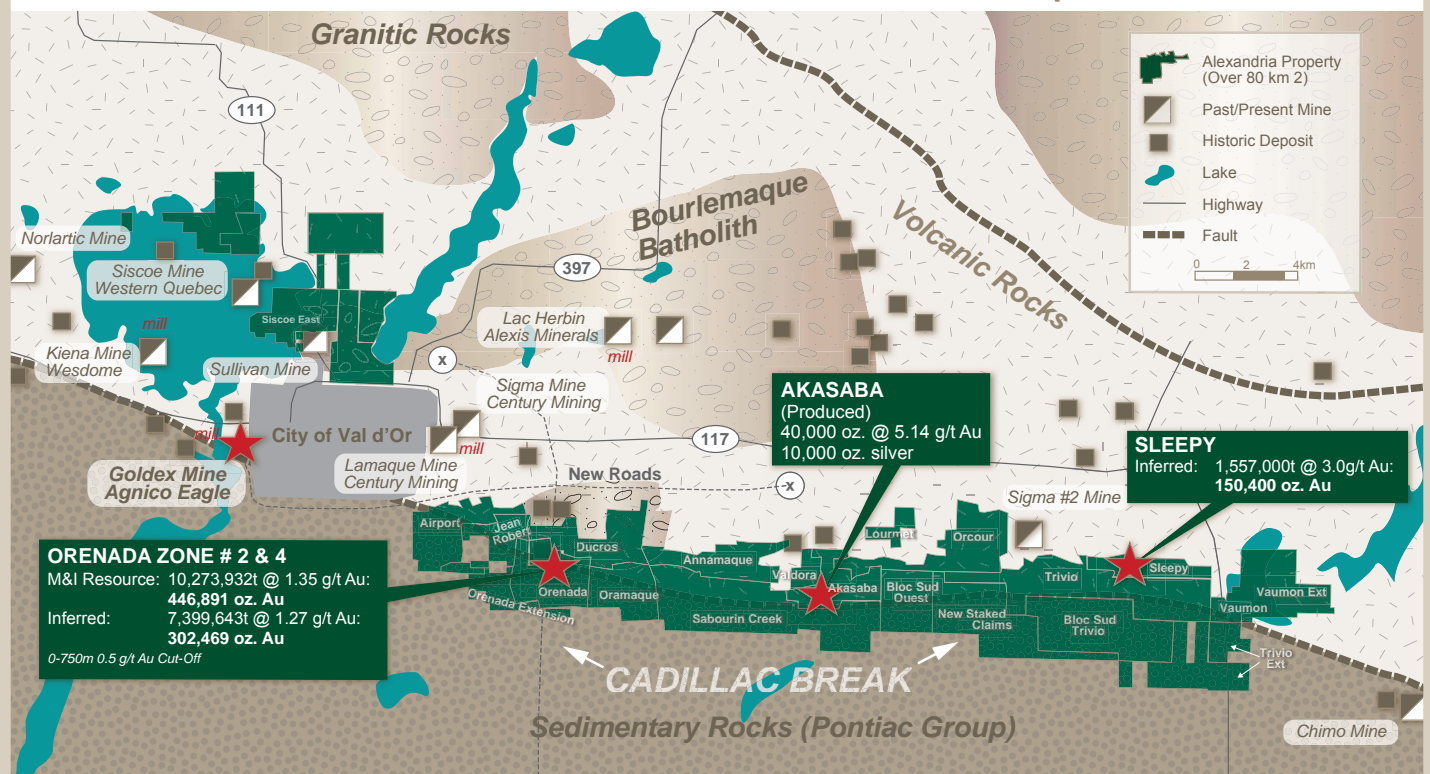 Granitic Rocks
111
Norlartic Mine
Siscoe Mine
Western Quebec
Siscoe East
mill
Kiena Mine
Wesdome
Sullivan Mine
397
Bourlemaque
Batholith
Volcanic Rocks
Lac Herbin
Alexis Minerals
mill
x
Sigma Mine
Century Mining
City of Val d'Or
mill
Goldex Mine
Agnico Eagle
mill
Lamaque Mine
Century Mining
117
New Roads
x
Alexandria Property
(Over 80 km 2)
Past/Present Mine
Historic Deposit
Lake
Highway
Fault
0 2 4km
AKASABA
(Produced)
40,000 oz. @ 5.14 g/t Au
10,000 oz. silver
SLEEPY
Inferred: 1,557,000t @ 3.0g/t Au:
150,400 oz. Au
Sigma #2 Mine
ORENADA ZONE # 2 & 4
M&I Resource: 10,273,932t @ 1.35 g/t Au:
446,891 oz. Au
Inferred: 7,399,643t @ 1.27 g/t Au:
302,469 oz. Au
0-750m 0.5 g/t Au Cut-Off
Airport
Jean
Robert
Ducros
Annamaque
Valdora
Lourmet
Orcour
Orenada
Oramaque
Orenada Extension
Sabourin Creek
Akasaba
Bloc Sud
Ouest
New Staked
Claims
Trivio
Bloc Sud
Trivio
Sleepy
Vaumon
Vaumon Ext
Trivio
Ext
CADILLAC BREAK
Sedimentary Rocks (Pontiac Group)
Chimo Mine